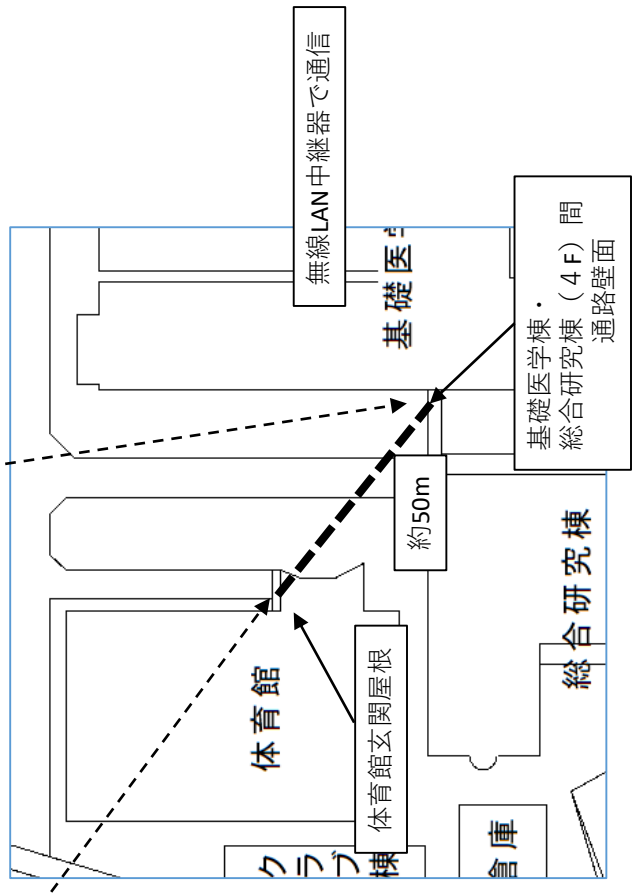 無線LAN中継器で通信
基礎医学
基礎医学棟・
総合研究棟（４F）間
通路壁面
約50m
体育館
体育館玄関屋根
総合研究棟
クラブ棟
倉庫